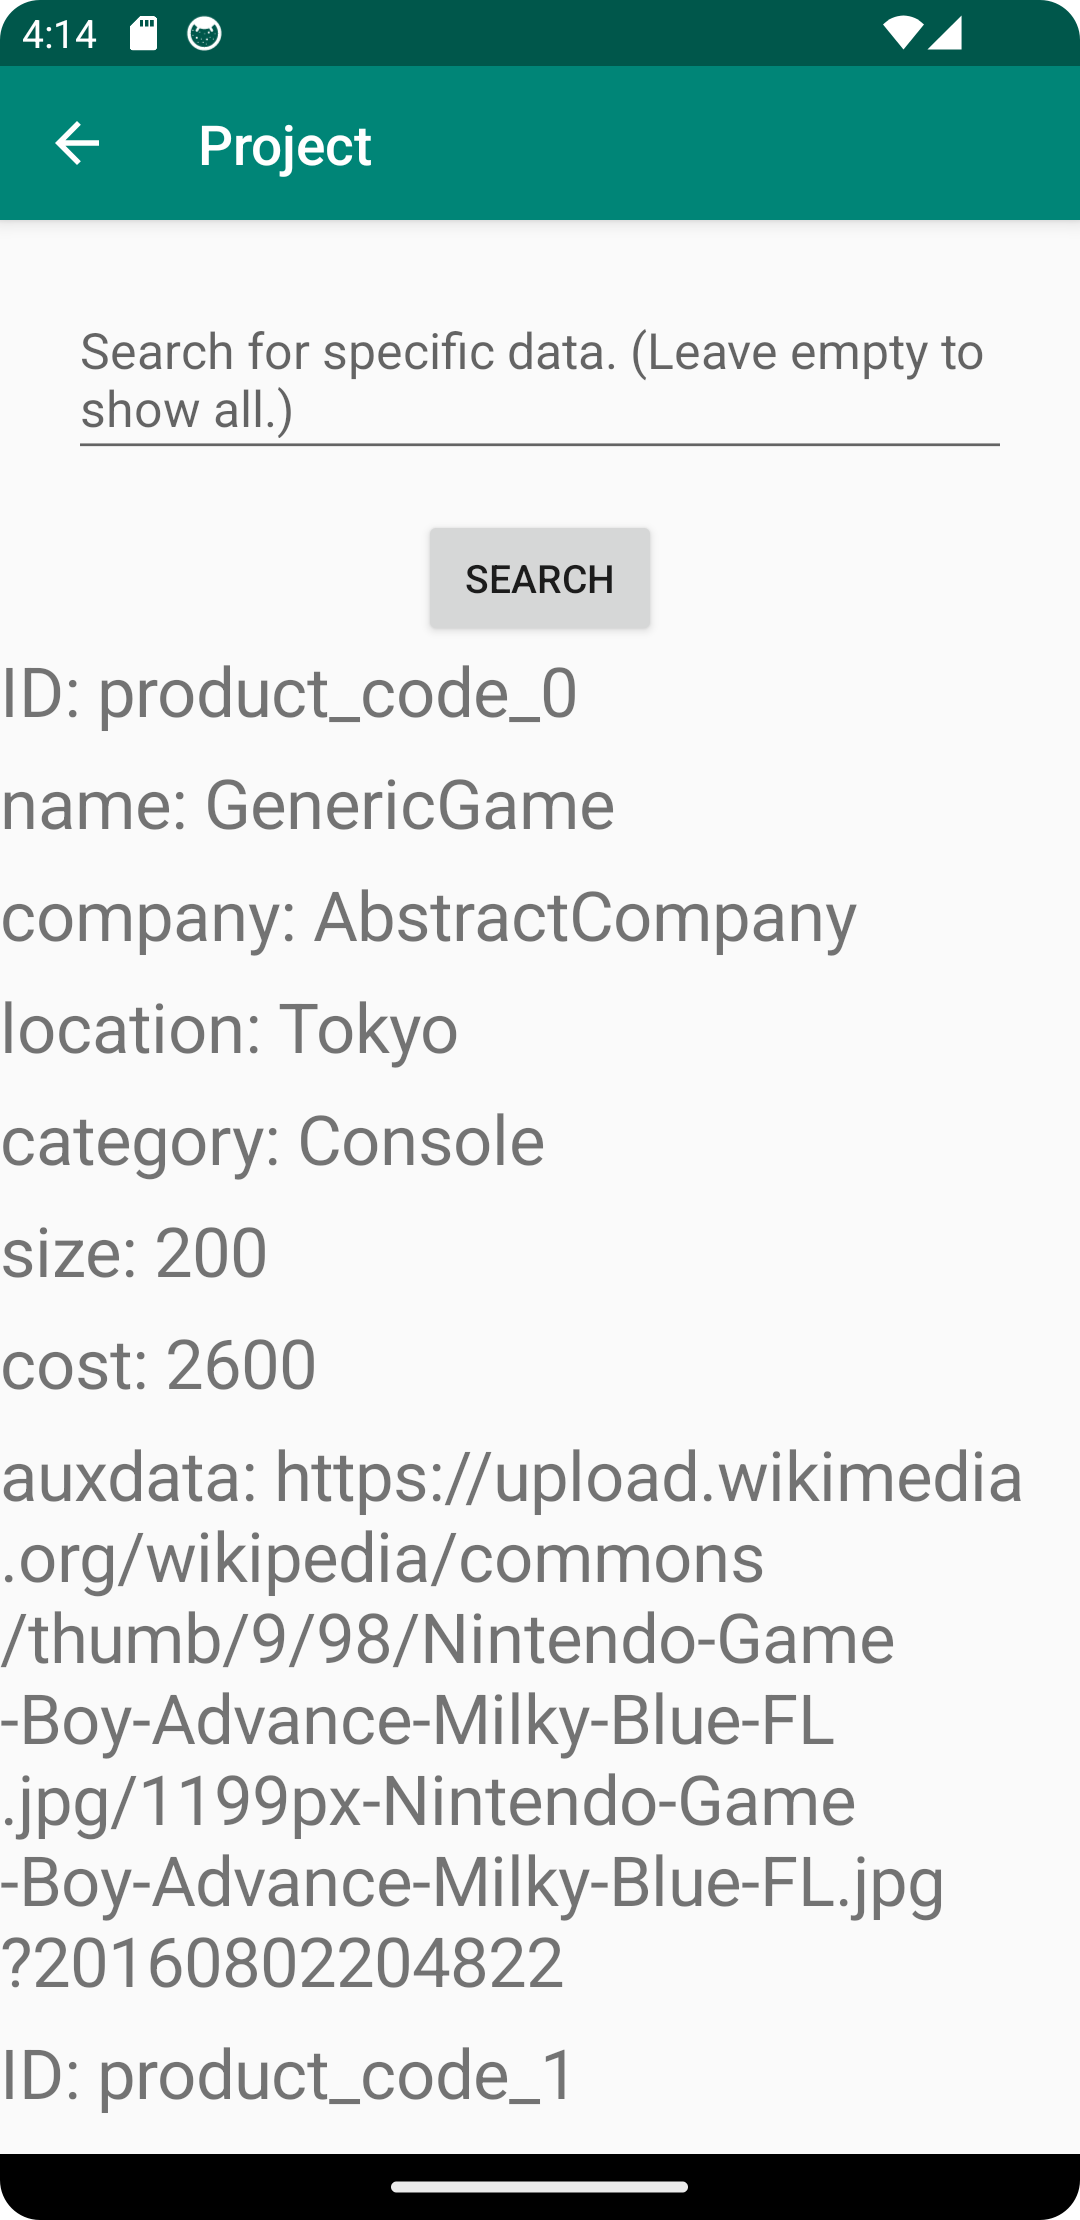 4:14
Project
Search for specific data. (Leave empty to
show all.)
SEARCH
ID: product_code_0
name: GenericGame
company: AbstractCompany
location: Tokyo
category: Console
size: 200
cost: 2600
auxdata: https://upload.wikimedia
.org/wikipedia/commons
/thumb/9/98/Nintendo-Game
-Boy-Advance-Milky-Blue-FL
.jpg/1199px-Nintendo-Game
-Boy-Advance-Milky-Blue-FL.jpg
?20160802204822
ID: product_code_1